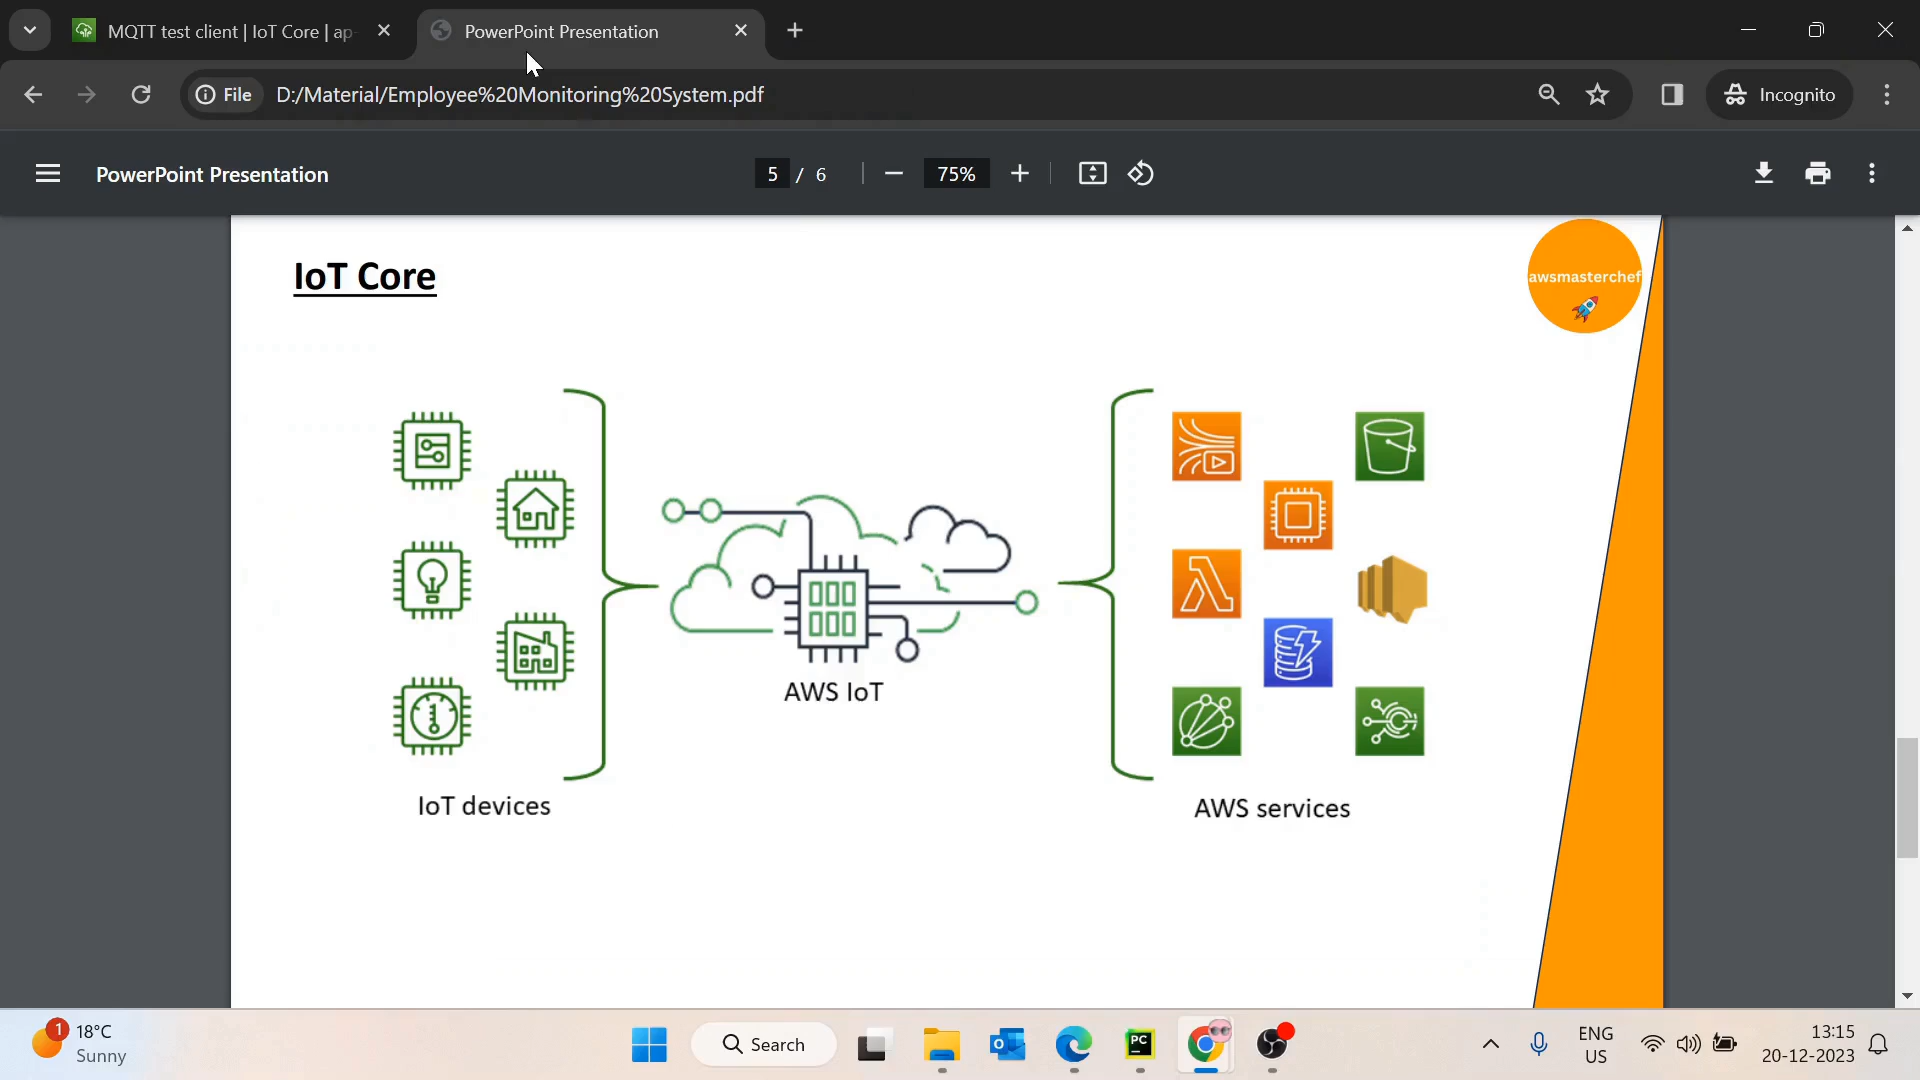 MQTT test client | IoT Core | ap-
PowerPoint Presentation
File
D:/Material/Employee%20Monitoring%20System.pdf
Incognito
PowerPoint Presentation
5 / 6
75%
IoT Core
awsmasterchef
AWS IoT
IoT devices
AWS services
1
18°C
Sunny
Search
PC
ENG
US
13:15
20-12-2023